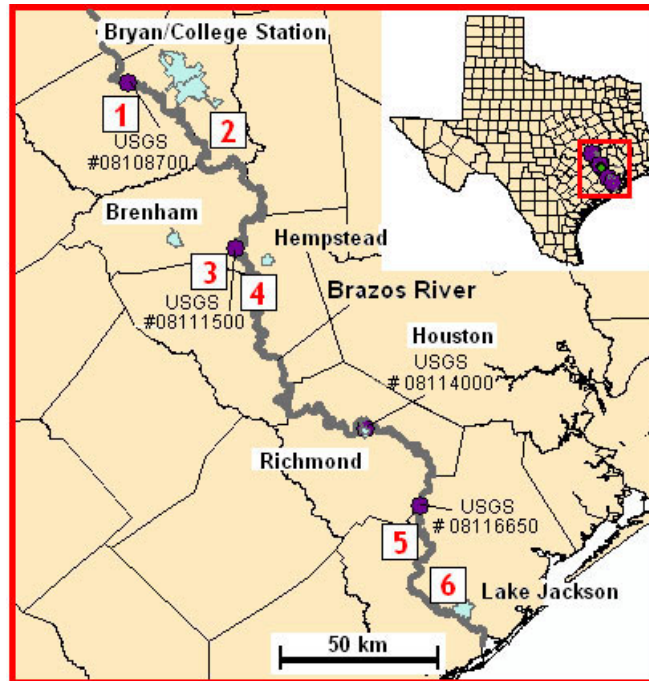 Bryan/College Station
1
USGS
#08108700
2
Brenham
Hempstead
3
USGS
#08111500
4
Brazos River
Houston
USGS
# 08114000
Richmond
USGS
# 08116650
5
6
Lake Jackson
50 km